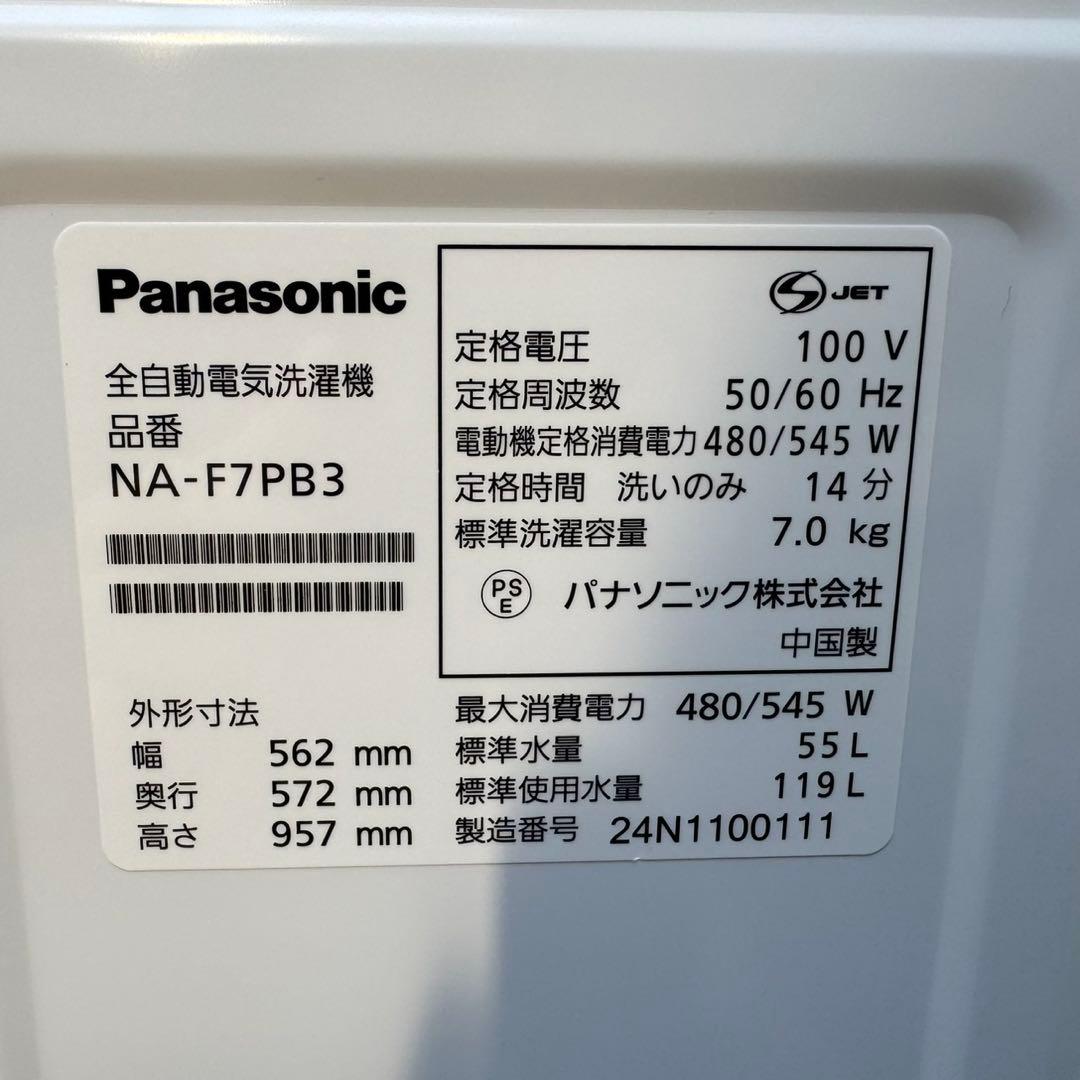 Panasonic
全自動電気洗濯機
品番
NA-F7PB3
S JET
定格電圧 100 V
定格周波数 50/60 Hz
電動機定格消費電力 480/545 W
定格時間 洗いのみ 14 分
標準洗濯容量 7.0 kg
PS
E
パナソニック株式会社
中国製
外形寸法
幅 562 mm
奥行 572 mm
高さ 957 mm
最大消費電力 480/545 W
標準水量 55 L
標準使用水量 119 L
製造番号 24N1100111